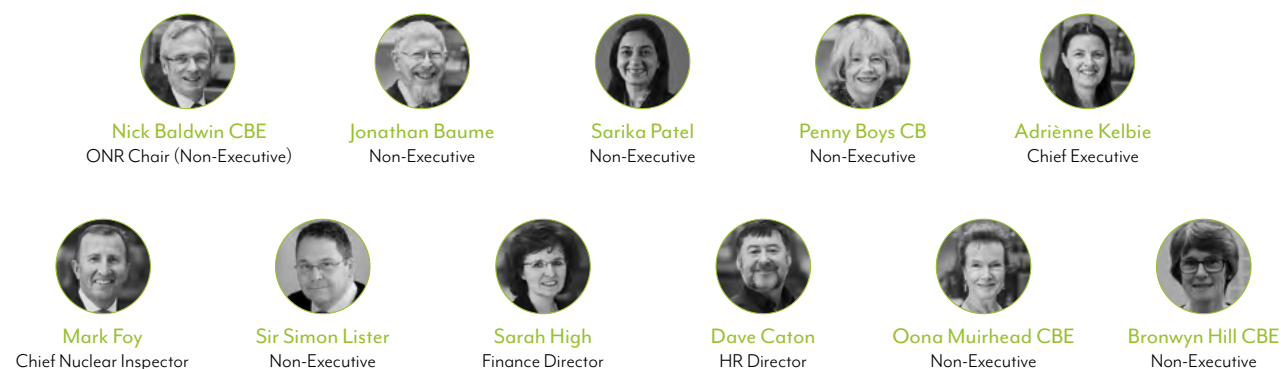 Nick Baldwin CBE
ONR Chair (Non-Executive)
Jonathan Baume
Non-Executive
Sarika Patel
Non-Executive
Penny Boys CB
Non-Executive
Adriènne Kelbie
Chief Executive
Mark Foy
Chief Nuclear Inspector
Sir Simon Lister
Non-Executive
Sarah High
Finance Director
Dave Caton
HR Director
Oona Muirhead CBE
Non-Executive
Bronwyn Hill CBE
Non-Executive